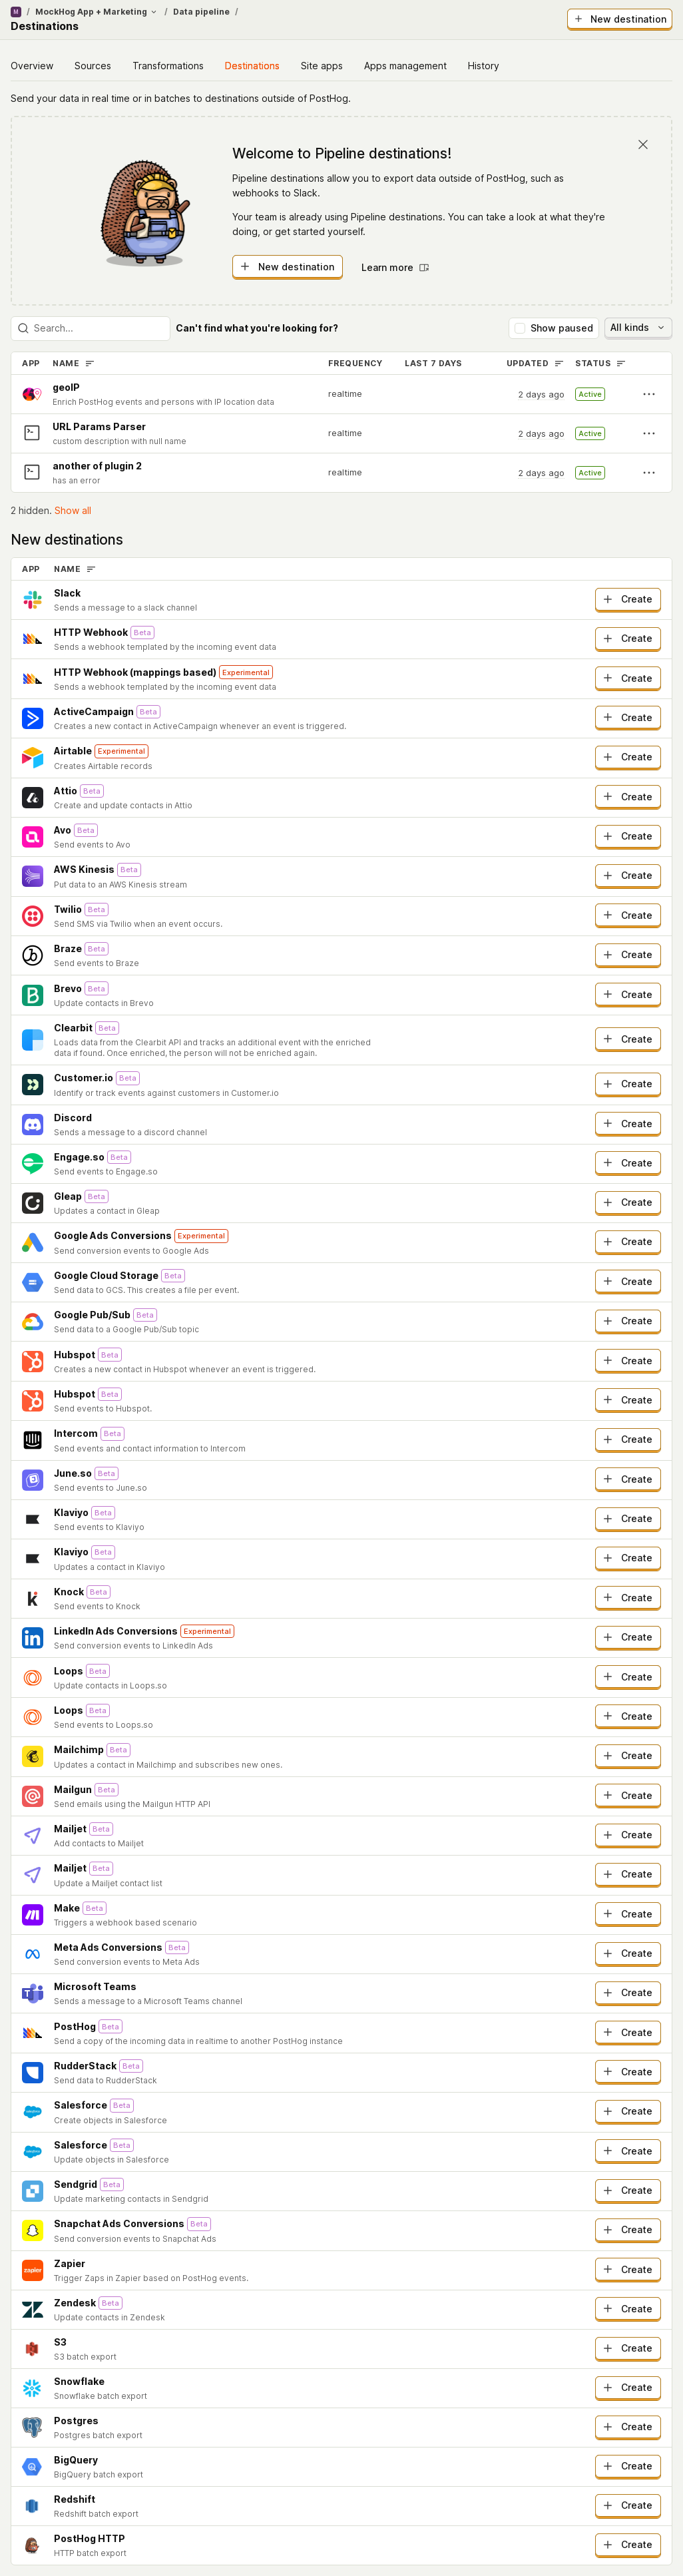 M / MockHog App + Marketing / Data pipeline /
Destinations
New destination
Overview Sources Transformations Destinations Site apps Apps management History
Send your data in real time or in batches to destinations outside of PostHog.
Welcome to Pipeline destinations!
Pipeline destinations allow you to export data outside of PostHog, such as
webhooks to Slack.
Your team is already using Pipeline destinations. You can take a look at what they're
doing, or get started yourself.
New destination Learn more
Search... Can't find what you're looking for? Show paused All kinds
APP NAME FREQUENCY LAST 7 DAYS UPDATED STATUS
geoIP
Enrich PostHog events and persons with IP location data
realtime 2 days ago Active
URL Params Parser
custom description with null name
realtime 2 days ago Active
another of plugin 2
has an error
realtime 2 days ago Active
2 hidden. Show all
New destinations
APP NAME
Slack
Sends a message to a slack channel
Create
HTTP Webhook Beta
Sends a webhook templated by the incoming event data
Create
HTTP Webhook (mappings based) Experimental
Sends a webhook templated by the incoming event data
Create
ActiveCampaign Beta
Creates a new contact in ActiveCampaign whenever an event is triggered.
Create
Airtable Experimental
Creates Airtable records
Create
Attio Beta
Create and update contacts in Attio
Create
Avo Beta
Send events to Avo
Create
AWS Kinesis Beta
Put data to an AWS Kinesis stream
Create
Twilio Beta
Send SMS via Twilio when an event occurs.
Create
Braze Beta
Send events to Braze
Create
Brevo Beta
Update contacts in Brevo
Create
Clearbit Beta
Loads data from the Clearbit API and tracks an additional event with the enriched
data if found. Once enriched, the person will not be enriched again.
Create
Customer.io Beta
Identify or track events against customers in Customer.io
Create
Discord
Sends a message to a discord channel
Create
Engage.so Beta
Send events to Engage.so
Create
Gleap Beta
Updates a contact in Gleap
Create
Google Ads Conversions Experimental
Send conversion events to Google Ads
Create
Google Cloud Storage Beta
Send data to GCS. This creates a file per event.
Create
Google Pub/Sub Beta
Send data to a Google Pub/Sub topic
Create
Hubspot Beta
Creates a new contact in Hubspot whenever an event is triggered.
Create
Hubspot Beta
Send events to Hubspot.
Create
Intercom Beta
Send events and contact information to Intercom
Create
June.so Beta
Send events to June.so
Create
Klaviyo Beta
Send events to Klaviyo
Create
Klaviyo Beta
Updates a contact in Klaviyo
Create
Knock Beta
Send events to Knock
Create
LinkedIn Ads Conversions Experimental
Send conversion events to LinkedIn Ads
Create
Loops Beta
Update contacts in Loops.so
Create
Loops Beta
Send events to Loops.so
Create
Mailchimp Beta
Updates a contact in Mailchimp and subscribes new ones.
Create
Mailgun Beta
Send emails using the Mailgun HTTP API
Create
Mailjet Beta
Add contacts to Mailjet
Create
Mailjet Beta
Update a Mailjet contact list
Create
Make Beta
Triggers a webhook based scenario
Create
Meta Ads Conversions Beta
Send conversion events to Meta Ads
Create
Microsoft Teams
Sends a message to a Microsoft Teams channel
Create
PostHog Beta
Send a copy of the incoming data in realtime to another PostHog instance
Create
RudderStack Beta
Send data to RudderStack
Create
Salesforce Beta
Create objects in Salesforce
Create
Salesforce Beta
Update objects in Salesforce
Create
Sendgrid Beta
Update marketing contacts in Sendgrid
Create
Snapchat Ads Conversions Beta
Send conversion events to Snapchat Ads
Create
Zapier
Trigger Zaps in Zapier based on PostHog events.
Create
Zendesk Beta
Update contacts in Zendesk
Create
S3
S3 batch export
Create
Snowflake
Snowflake batch export
Create
Postgres
Postgres batch export
Create
BigQuery
BigQuery batch export
Create
Redshift
Redshift batch export
Create
PostHog HTTP
HTTP batch export
Create